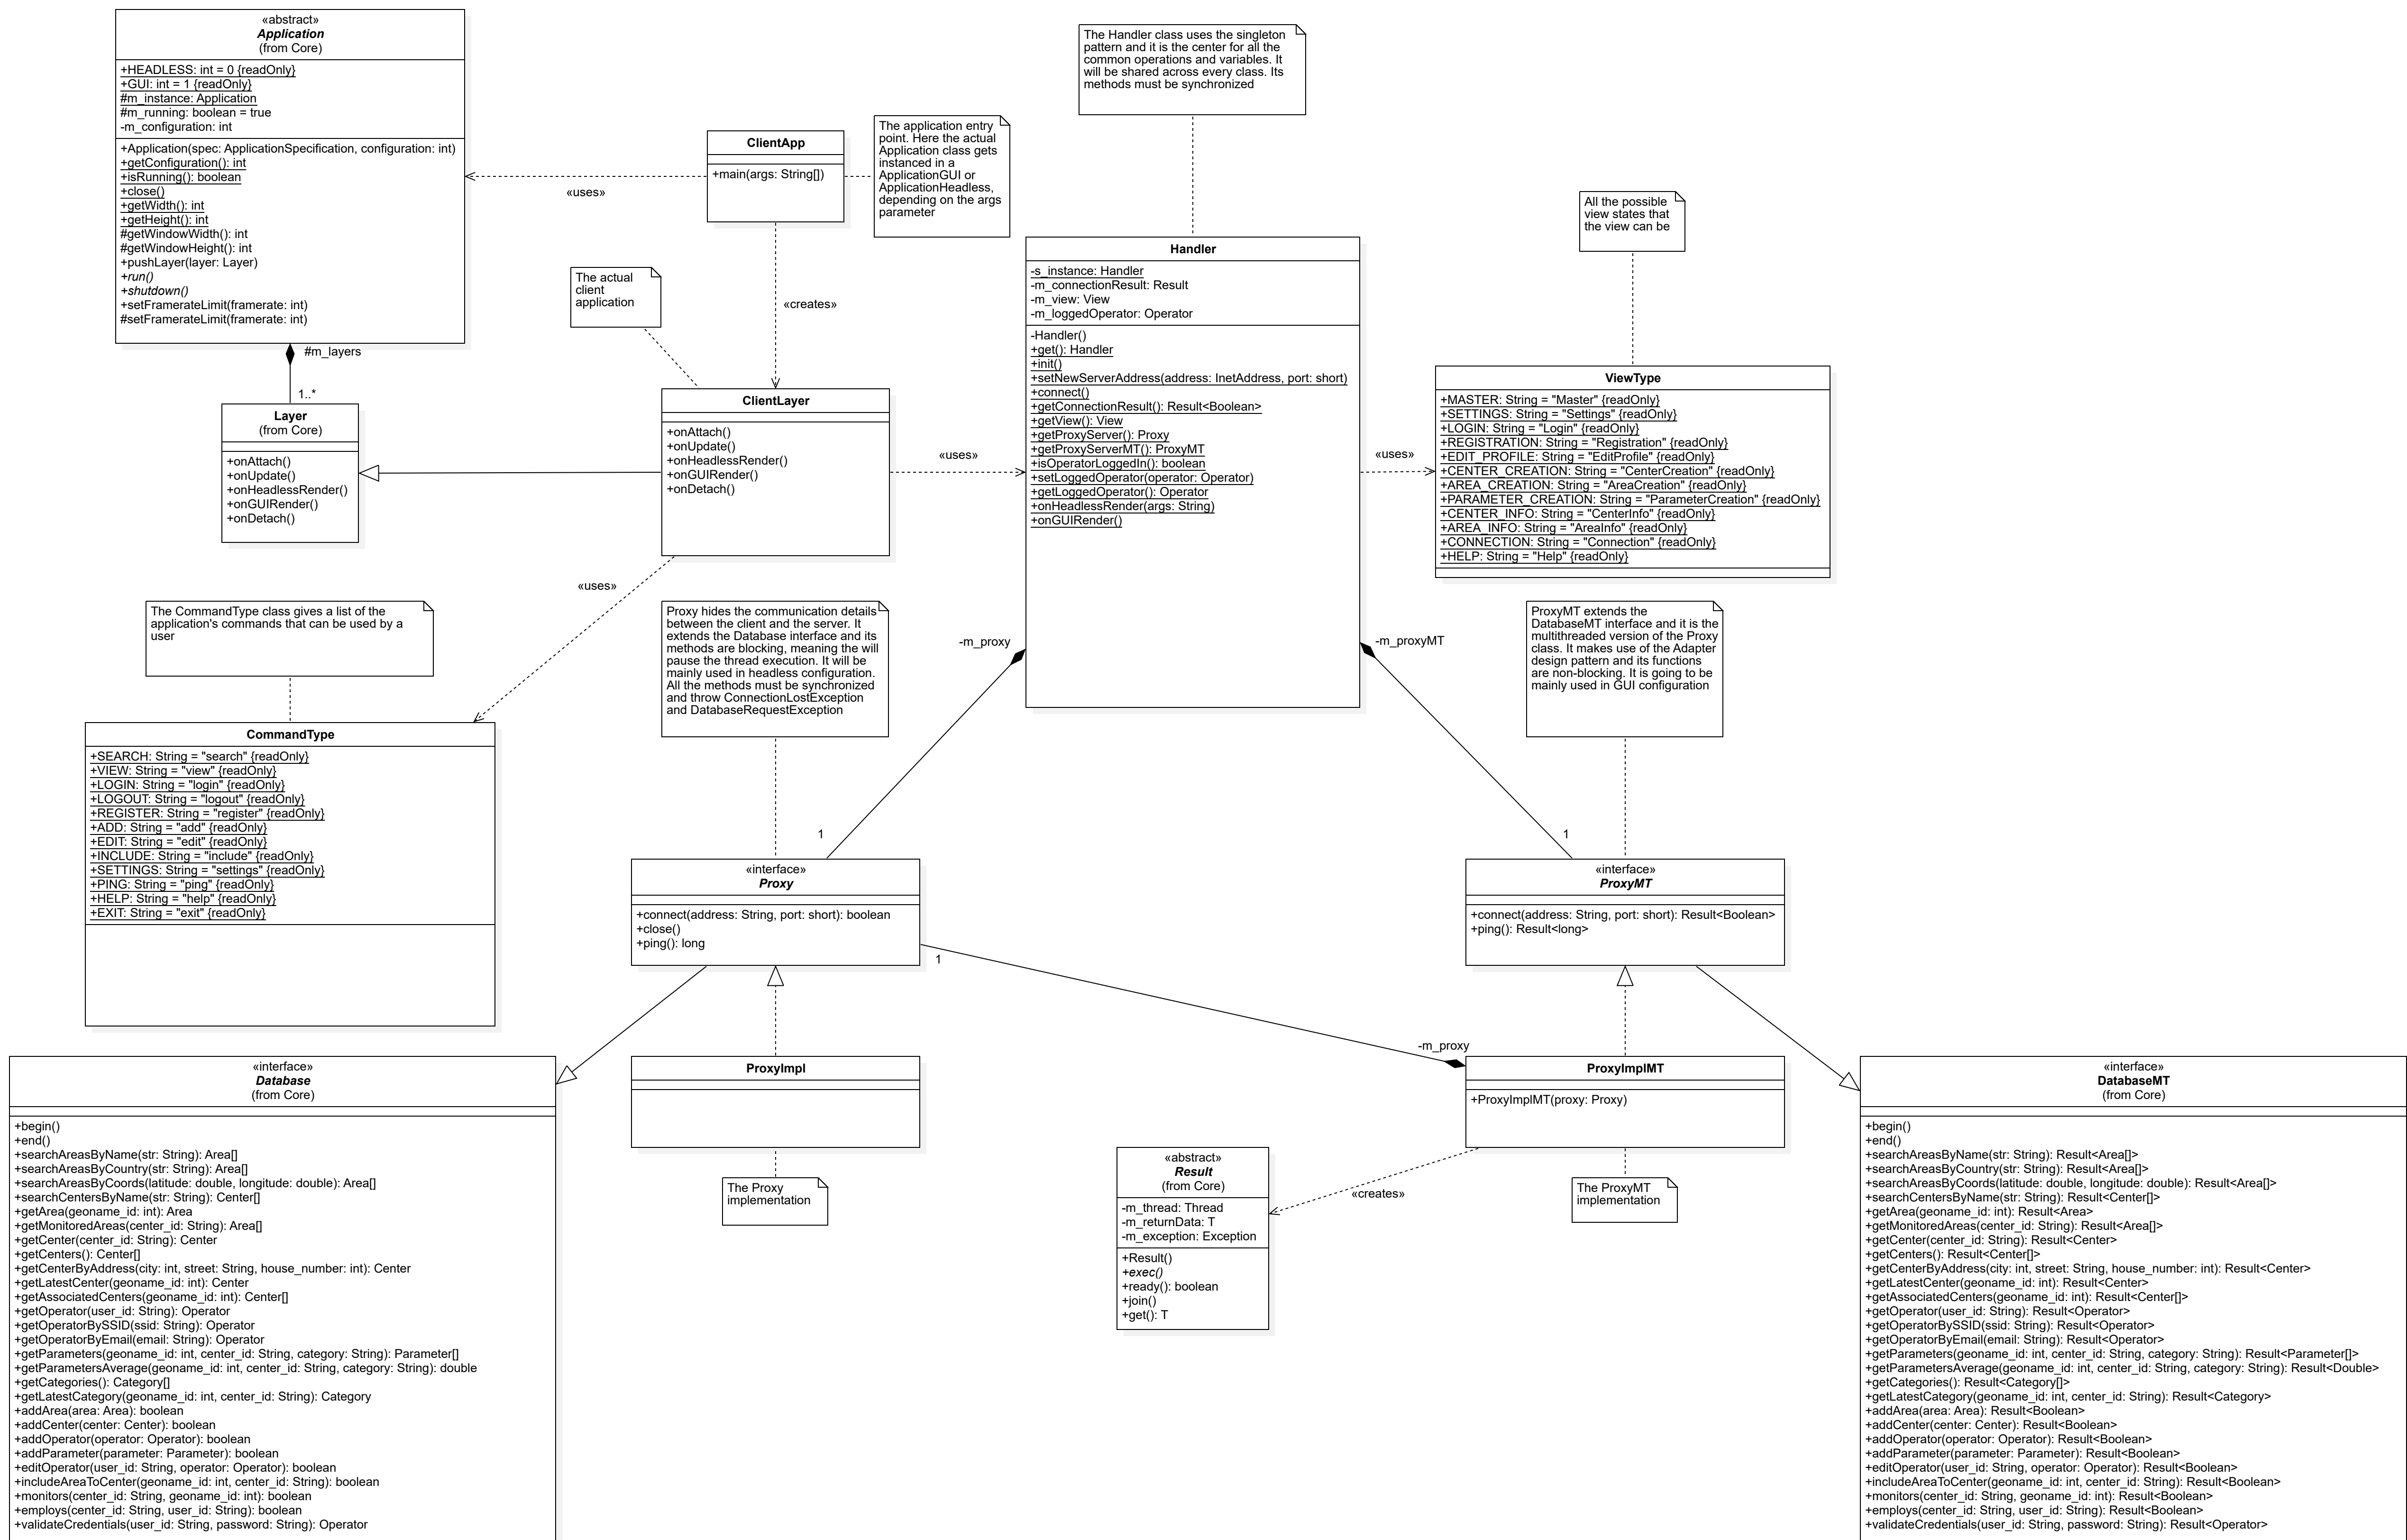 «abstract»
Application
(from Core)
+HEADLESS: int = 0 {readOnly}
+GUI: int = 1 {readOnly}
#m_instance: Application
#m_running: boolean = true
-m_configuration: int
+Application(spec: ApplicationSpecification, configuration: int)
+getConfiguration(): int
+isRunning(): boolean
+close()
+getWidth(): int
+getHeight(): int
#getWindowWidth(): int
#getWindowHeight(): int
+pushLayer(layer: Layer)
+run()
+shutdown()
+setFramerateLimit(framerate: int)
#setFramerateLimit(framerate: int)
#m_layers
1..*
Layer
(from Core)
+onAttach()
+onUpdate()
+onHeadlessRender()
+onGUIRender()
+onDetach()
«uses»
ClientApp
+main(args: String[])
The application entry
point. Here the actual
Application class gets
instanced in a
ApplicationGUI or
ApplicationHeadless,
depending on the args
parameter
«creates»
The actual
client
application
ClientLayer
+onAttach()
+onUpdate()
+onHeadlessRender()
+onGUIRender()
+onDetach()
«uses»
«uses»
The Handler class uses the singleton
pattern and it is the center for all the
common operations and variables. It
will be shared across every class. Its
methods must be synchronized
Handler
-s_instance: Handler
-m_connectionResult: Result
-m_view: View
-m_loggedOperator: Operator
-Handler()
+get(): Handler
+init()
+setNewServerAddress(address: InetAddress, port: short)
+connect()
+getConnectionResult(): Result<Boolean>
+getView(): View
+getProxyServer(): Proxy
+getProxyServerMT(): ProxyMT
+isOperatorLoggedIn(): boolean
+setLoggedOperator(operator: Operator)
+getLoggedOperator(): Operator
+onHeadlessRender(args: String)
+onGUIRender()
«uses»
All the possible
view states that
the view can be
ViewType
+MASTER: String = "Master" {readOnly}
+SETTINGS: String = "Settings" {readOnly}
+LOGIN: String = "Login" {readOnly}
+REGISTRATION: String = "Registration" {readOnly}
+EDIT_PROFILE: String = "EditProfile" {readOnly}
+CENTER_CREATION: String = "CenterCreation" {readOnly}
+AREA_CREATION: String = "AreaCreation" {readOnly}
+PARAMETER_CREATION: String = "ParameterCreation" {readOnly}
+CENTER_INFO: String = "CenterInfo" {readOnly}
+AREA_INFO: String = "AreaInfo" {readOnly}
+CONNECTION: String = "Connection" {readOnly}
+HELP: String = "Help" {readOnly}
The CommandType class gives a list of the
application's commands that can be used by a
user
CommandType
+SEARCH: String = "search" {readOnly}
+VIEW: String = "view" {readOnly}
+LOGIN: String = "login" {readOnly}
+LOGOUT: String = "logout" {readOnly}
+REGISTER: String = "register" {readOnly}
+ADD: String = "add" {readOnly}
+EDIT: String = "edit" {readOnly}
+INCLUDE: String = "include" {readOnly}
+SETTINGS: String = "settings" {readOnly}
+PING: String = "ping" {readOnly}
+HELP: String = "help" {readOnly}
+EXIT: String = "exit" {readOnly}
Proxy hides the communication details
between the client and the server. It
extends the Database interface and its
methods are blocking, meaning the will
pause the thread execution. It will be
mainly used in headless configuration.
All the methods must be synchronized
and throw ConnectionLostException
and DatabaseRequestException
-m_proxy
-m_proxyMT
ProxyMT extends the
DatabaseMT interface and it is the
multithreaded version of the Proxy
class. It makes use of the Adapter
design pattern and its functions
are non-blocking. It is going to be
mainly used in GUI configuration
1
1
«interface»
Proxy
+connect(address: String, port: short): boolean
+close()
+ping(): long
1
«interface»
ProxyMT
+connect(address: String, port: short): Result<Boolean>
+ping(): Result<long>
-m_proxy
«interface»
Database
(from Core)
+begin()
+end()
+searchAreasByName(str: String): Area[]
+searchAreasByCountry(str: String): Area[]
+searchAreasByCoords(latitude: double, longitude: double): Area[]
+searchCentersByName(str: String): Center[]
+getArea(geoname_id: int): Area
+getMonitoredAreas(center_id: String): Area[]
+getCenter(center_id: String): Center
+getCenters(): Center[]
+getCenterByAddress(city: int, street: String, house_number: int): Center
+getLatestCenter(geoname_id: int): Center
+getAssociatedCenters(geoname_id: int): Center[]
+getOperator(user_id: String): Operator
+getOperatorBySSID(ssid: String): Operator
+getOperatorByEmail(email: String): Operator
+getParameters(geoname_id: int, center_id: String, category: String): Parameter[]
+getParametersAverage(geoname_id: int, center_id: String, category: String): double
+getCategories(): Category[]
+getLatestCategory(geoname_id: int, center_id: String): Category
+addArea(area: Area): boolean
+addCenter(center: Center): boolean
+addOperator(operator: Operator): boolean
+addParameter(parameter: Parameter): boolean
+editOperator(user_id: String, operator: Operator): boolean
+includeAreaToCenter(geoname_id: int, center_id: String): boolean
+monitors(center_id: String, geoname_id: int): boolean
+employs(center_id: String, user_id: String): boolean
+validateCredentials(user_id: String, password: String): Operator
ProxyImpl
The Proxy
implementation
ProxyImplMT
+ProxyImplMT(proxy: Proxy)
The ProxyMT
implementation
«creates»
«abstract»
Result
(from Core)
-m_thread: Thread
-m_returnData: T
-m_exception: Exception
+Result()
+exec()
+ready(): boolean
+join()
+get(): T
«interface»
DatabaseMT
(from Core)
+begin()
+end()
+searchAreasByName(str: String): Result<Area[]>
+searchAreasByCountry(str: String): Result<Area[]>
+searchAreasByCoords(latitude: double, longitude: double): Result<Area[]>
+searchCentersByName(str: String): Result<Center[]>
+getArea(geoname_id: int): Result<Area>
+getMonitoredAreas(center_id: String): Result<Area[]>
+getCenter(center_id: String): Result<Center>
+getCenters(): Result<Center[]>
+getCenterByAddress(city: int, street: String, house_number: int): Result<Center>
+getLatestCenter(geoname_id: int): Result<Center>
+getAssociatedCenters(geoname_id: int): Result<Center[]>
+getOperator(user_id: String): Result<Operator>
+getOperatorBySSID(ssid: String): Result<Operator>
+getOperatorByEmail(email: String): Result<Operator>
+getParameters(geoname_id: int, center_id: String, category: String): Result<Parameter[]>
+getParametersAverage(geoname_id: int, center_id: String, category: String): Result<Double>
+getCategories(): Result<Category[]>
+getLatestCategory(geoname_id: int, center_id: String): Result<Category>
+addArea(area: Area): Result<Boolean>
+addCenter(center: Center): Result<Boolean>
+addOperator(operator: Operator): Result<Boolean>
+addParameter(parameter: Parameter): Result<Boolean>
+editOperator(user_id: String, operator: Operator): Result<Boolean>
+includeAreaToCenter(geoname_id: int, center_id: String): Result<Boolean>
+monitors(center_id: String, geoname_id: int): Result<Boolean>
+employs(center_id: String, user_id: String): Result<Boolean>
+validateCredentials(user_id: String, password: String): Result<Operator>